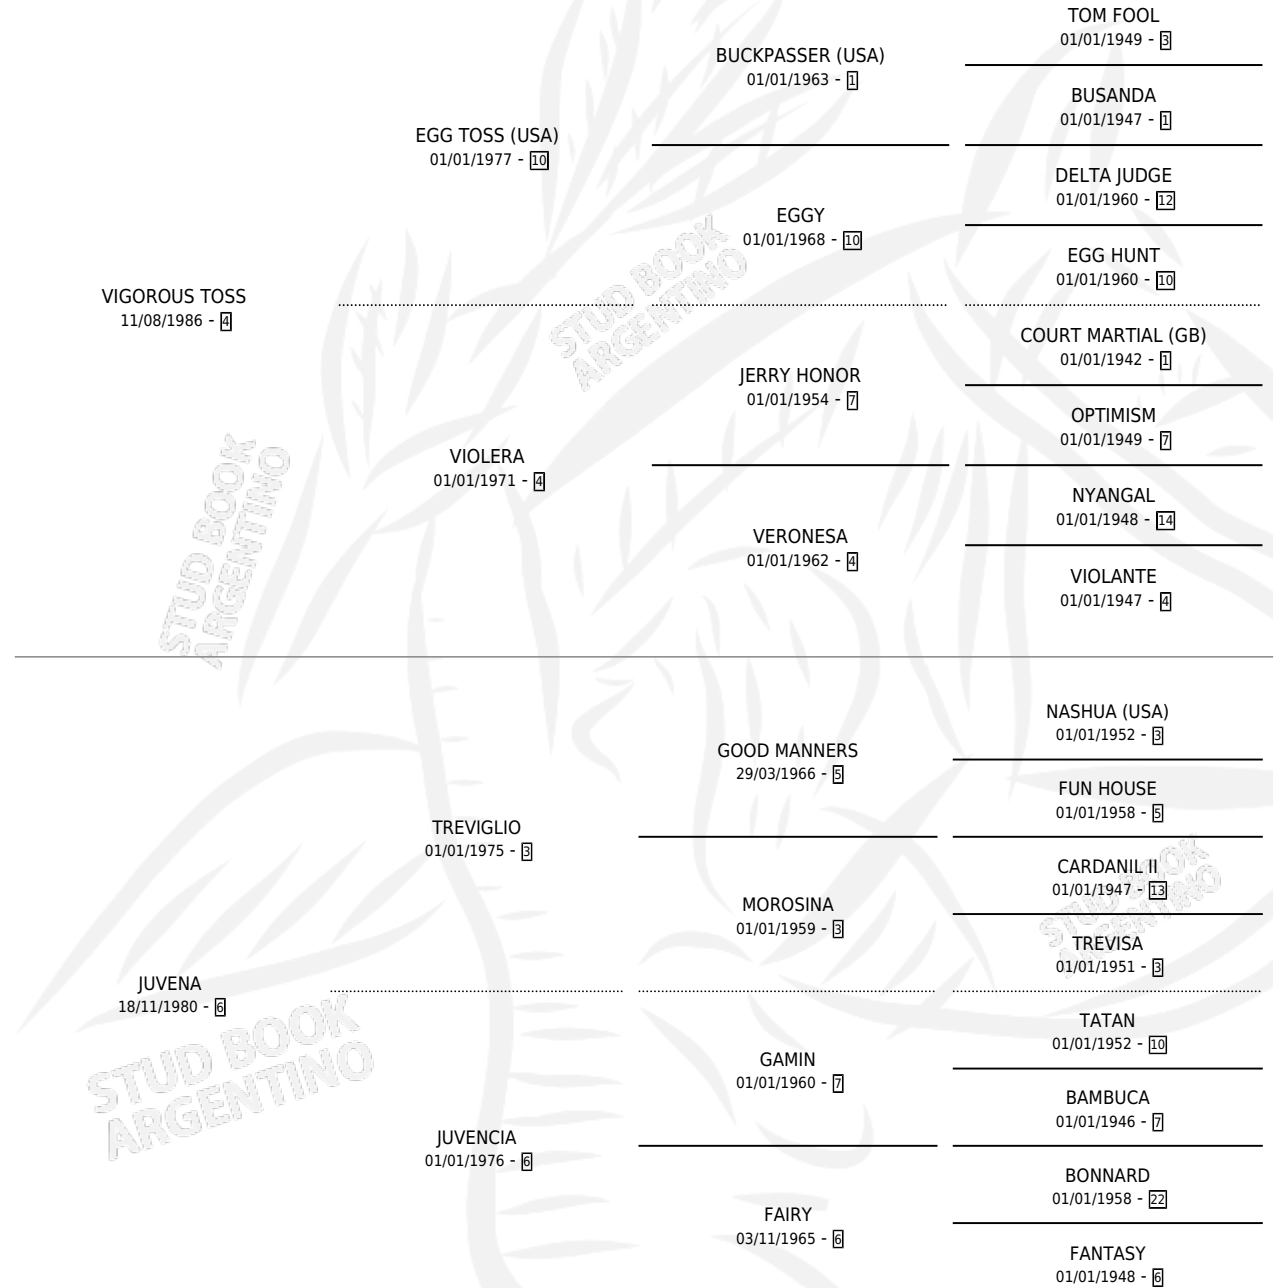 TOM FOOL
01/01/1949 - 3
BUCKPASSER (USA)
01/01/1963 - 1
BUSANDA
01/01/1947 - 1
EGG TOSS (USA)
01/01/1977 - 10
DELTA JUDGE
01/01/1960 - 12
EGGY
01/01/1968 - 10
EGG HUNT
01/01/1960 - 10
VIGOROUS TOSS
11/08/1986 - 4
COURT MARTIAL (GB)
01/01/1942 - 1
JERRY HONOR
01/01/1954 - 7
OPTIMISM
01/01/1949 - 7
VIOLERA
01/01/1971 - 4
NYANGAL
01/01/1948 - 14
VERONESA
01/01/1962 - 4
VIOLANTE
01/01/1947 - 4
NASHUA (USA)
01/01/1952 - 3
GOOD MANNERS
29/03/1966 - 5
FUN HOUSE
01/01/1958 - 5
TREVIGLIO
01/01/1975 - 3
CARDANIL II
01/01/1947 - 13
MOROSINA
01/01/1959 - 3
TREVISA
01/01/1951 - 3
JUVENA
18/11/1980 - 6
TATAN
01/01/1952 - 10
GAMIN
01/01/1960 - 7
BAMBUCA
01/01/1946 - 7
JUVENCIA
01/01/1976 - 6
BONNARD
01/01/1958 - 22
FAIRY
03/11/1965 - 6
FANTASY
01/01/1948 - 6
STUD BOOK
ARGENTINO
STUD BOOK
ARGENTINO
STUD BOOK
ARGENTINO
STUD BOOK
ARGENTINO